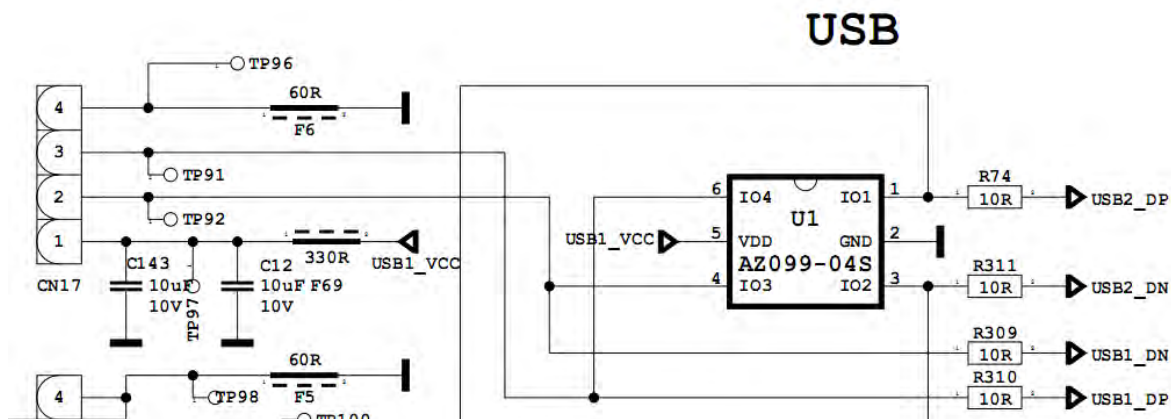 USB
TP96
60R
4
F6
3
TP91
R74
6 IO4 IO1 1
10R
USB2_DP
2
TP92
U1
1
USB1_VCC
5 VDD GND 2
330R
USB1_VCC
AZ099-04S
CN17
C143
10uF
10V
TP97
C12
10uF
10V
F69
4 IO3 IO2 3
R311
10R
USB2_DN
R309
10R
USB1_DN
60R
R310
10R
USB1_DP
4
TP98
F5
TP100